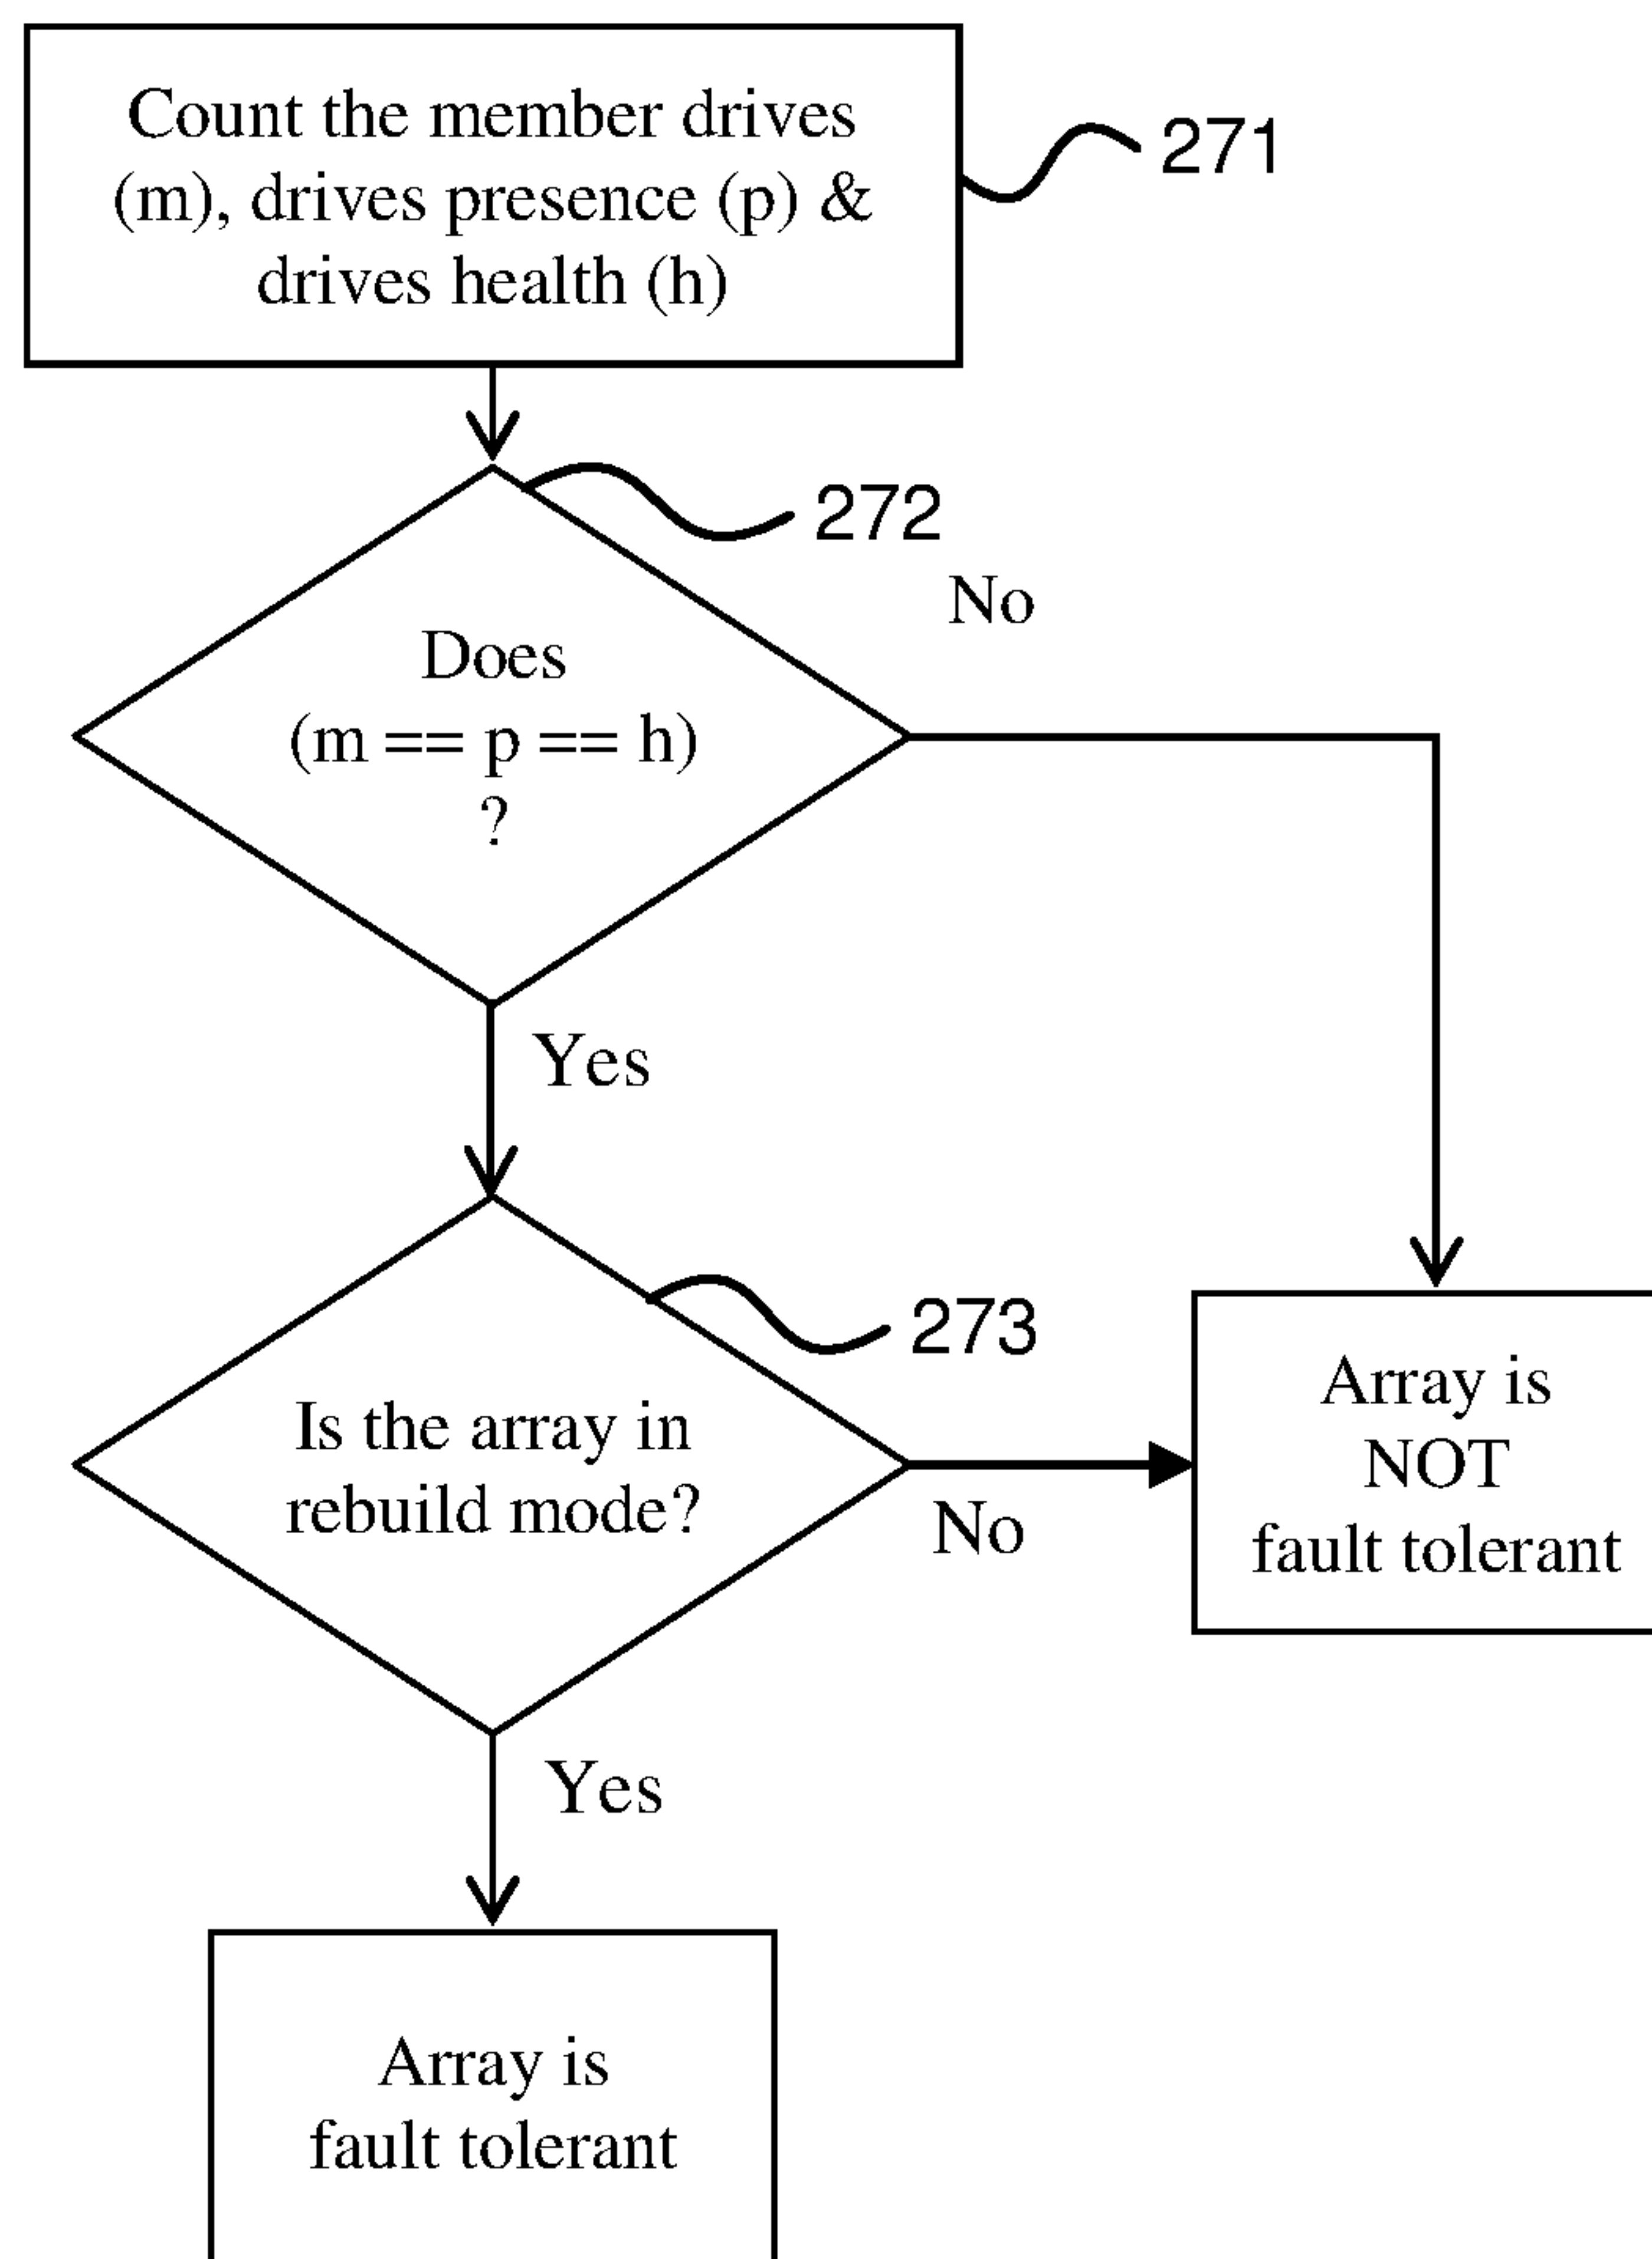 Count the member drives
(m), drives presence (p) &
drives health (h)
271
272
No
Does
(m == p == h)
?
Yes
273
Is the array in
rebuild mode?
No
Array is
NOT
fault tolerant
Yes
Array is
fault tolerant